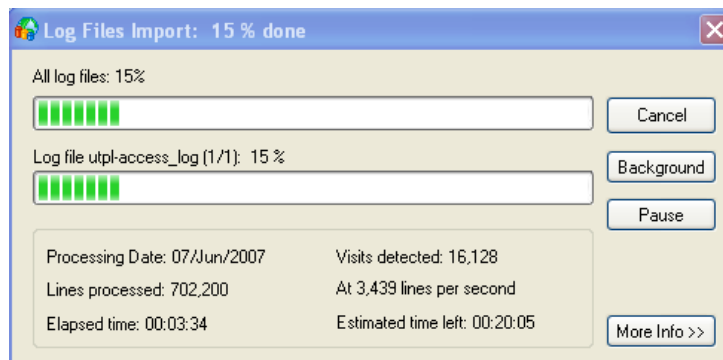 Log Files Import: 15 % done
All log files: 15%
Cancel
Log file utpl-access_log (1/1): 15 %
Background
Pause
Processing Date: 07/Jun/2007
Visits detected: 16,128
Lines processed: 702,200
At 3,439 lines per second
Elapsed time: 00:03:34
Estimated time left: 00:20:05
More Info >>